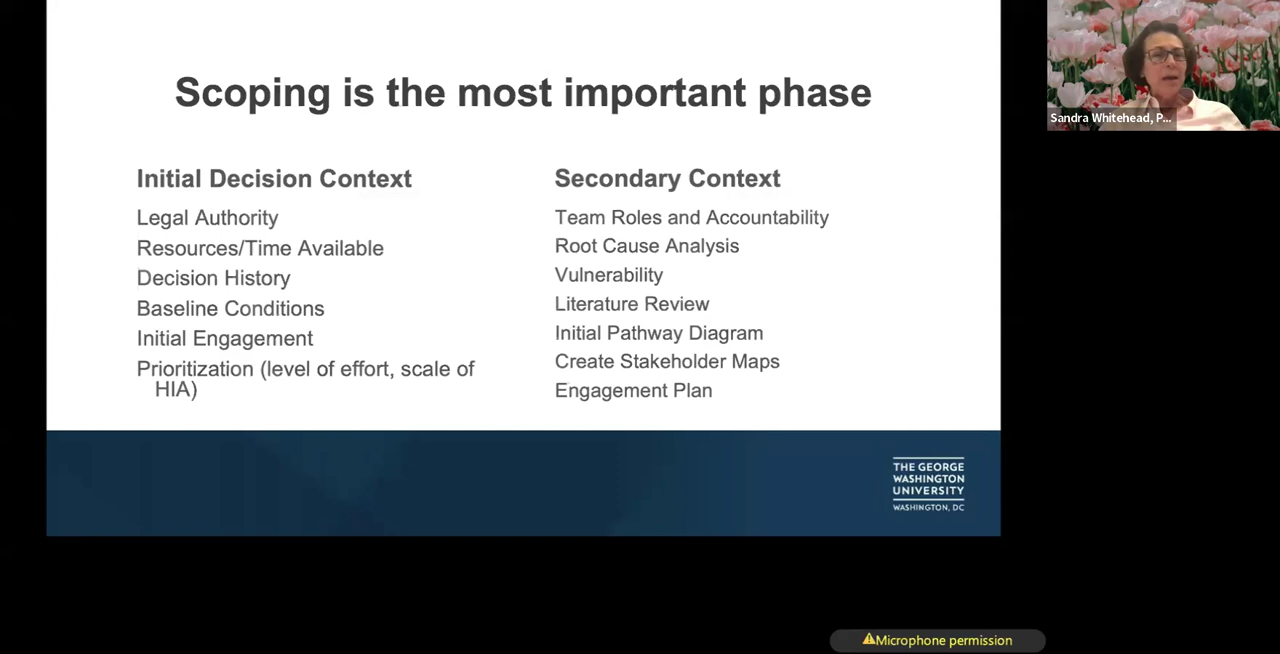 Scoping is the most important phase
Initial Decision Context
Legal Authority
Resources/Time Available
Decision History
Baseline Conditions
Initial Engagement
Prioritization (level of effort, scale of
HIA)
Secondary Context
Team Roles and Accountability
Root Cause Analysis
Vulnerability
Literature Review
Initial Pathway Diagram
Create Stakeholder Maps
Engagement Plan
THE GEORGE
WASHINGTON
UNIVERSITY
WASHINGTON, DC
Sandra Whitehead, P...
Microphone permission